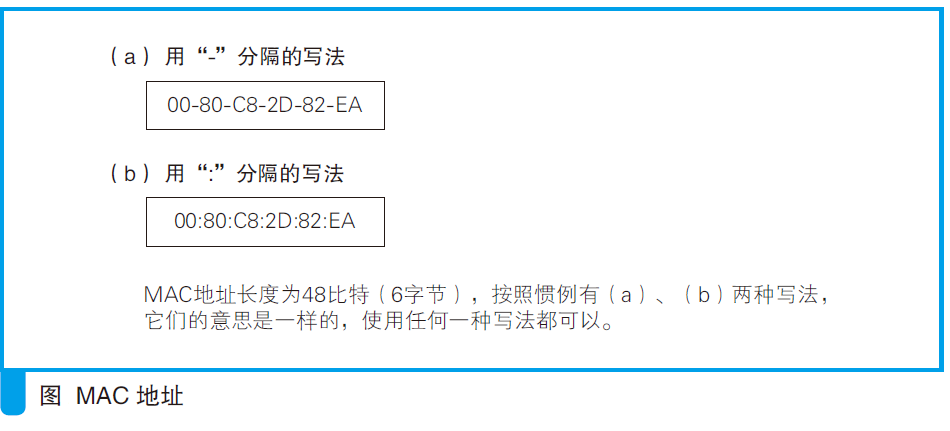 （a）用“-”分隔的写法
00-80-C8-2D-82-EA
（b）用“:”分隔的写法
00:80:C8:2D:82:EA
MAC地址长度为48比特（6字节），按照惯例有（a）、（b）两种写法，
它们的意思是一样的，使用任何一种写法都可以。
图 MAC 地址